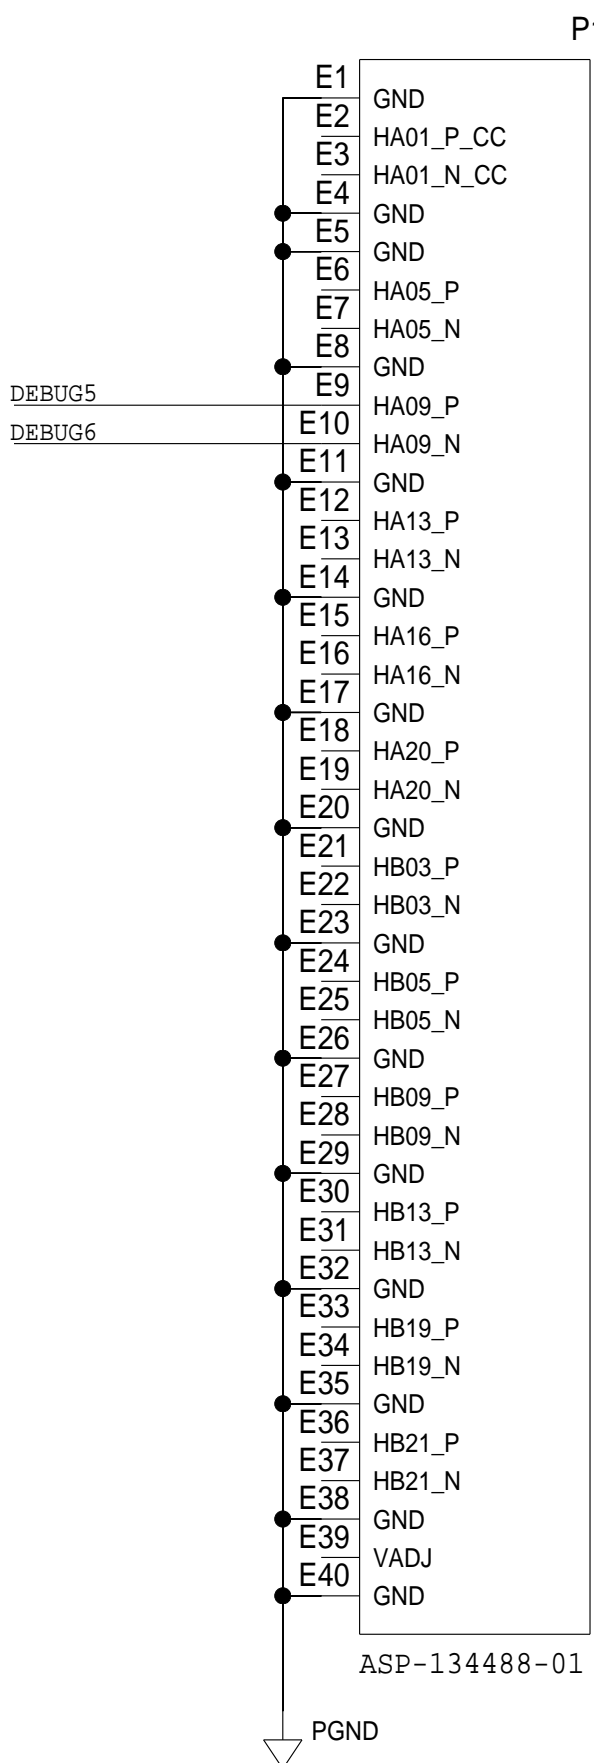 P1
E1 GND
E2 HA01_P_CC
E3 HA01_N_CC
E4 GND
E5 GND
E6 HA05_P
E7 HA05_N
E8 GND
DEBUG5 E9 HA09_P
DEBUG6 E10 HA09_N
E11 GND
E12 HA13_P
E13 HA13_N
E14 GND
E15 HA16_P
E16 HA16_N
E17 GND
E18 HA20_P
E19 HA20_N
E20 GND
E21 HB03_P
E22 HB03_N
E23 GND
E24 HB05_P
E25 HB05_N
E26 GND
E27 HB09_P
E28 HB09_N
E29 GND
E30 HB13_P
E31 HB13_N
E32 GND
E33 HB19_P
E34 HB19_N
E35 GND
E36 HB21_P
E37 HB21_N
E38 GND
E39 VADJ
E40 GND
ASP-134488-01
PGND